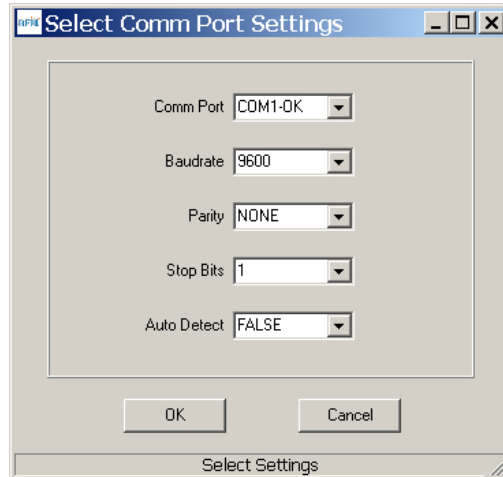 Select Comm Port Settings
Comm Port COM1-OK
Baudrate 9600
Parity NONE
Stop Bits 1
Auto Detect FALSE
OK Cancel
Select Settings